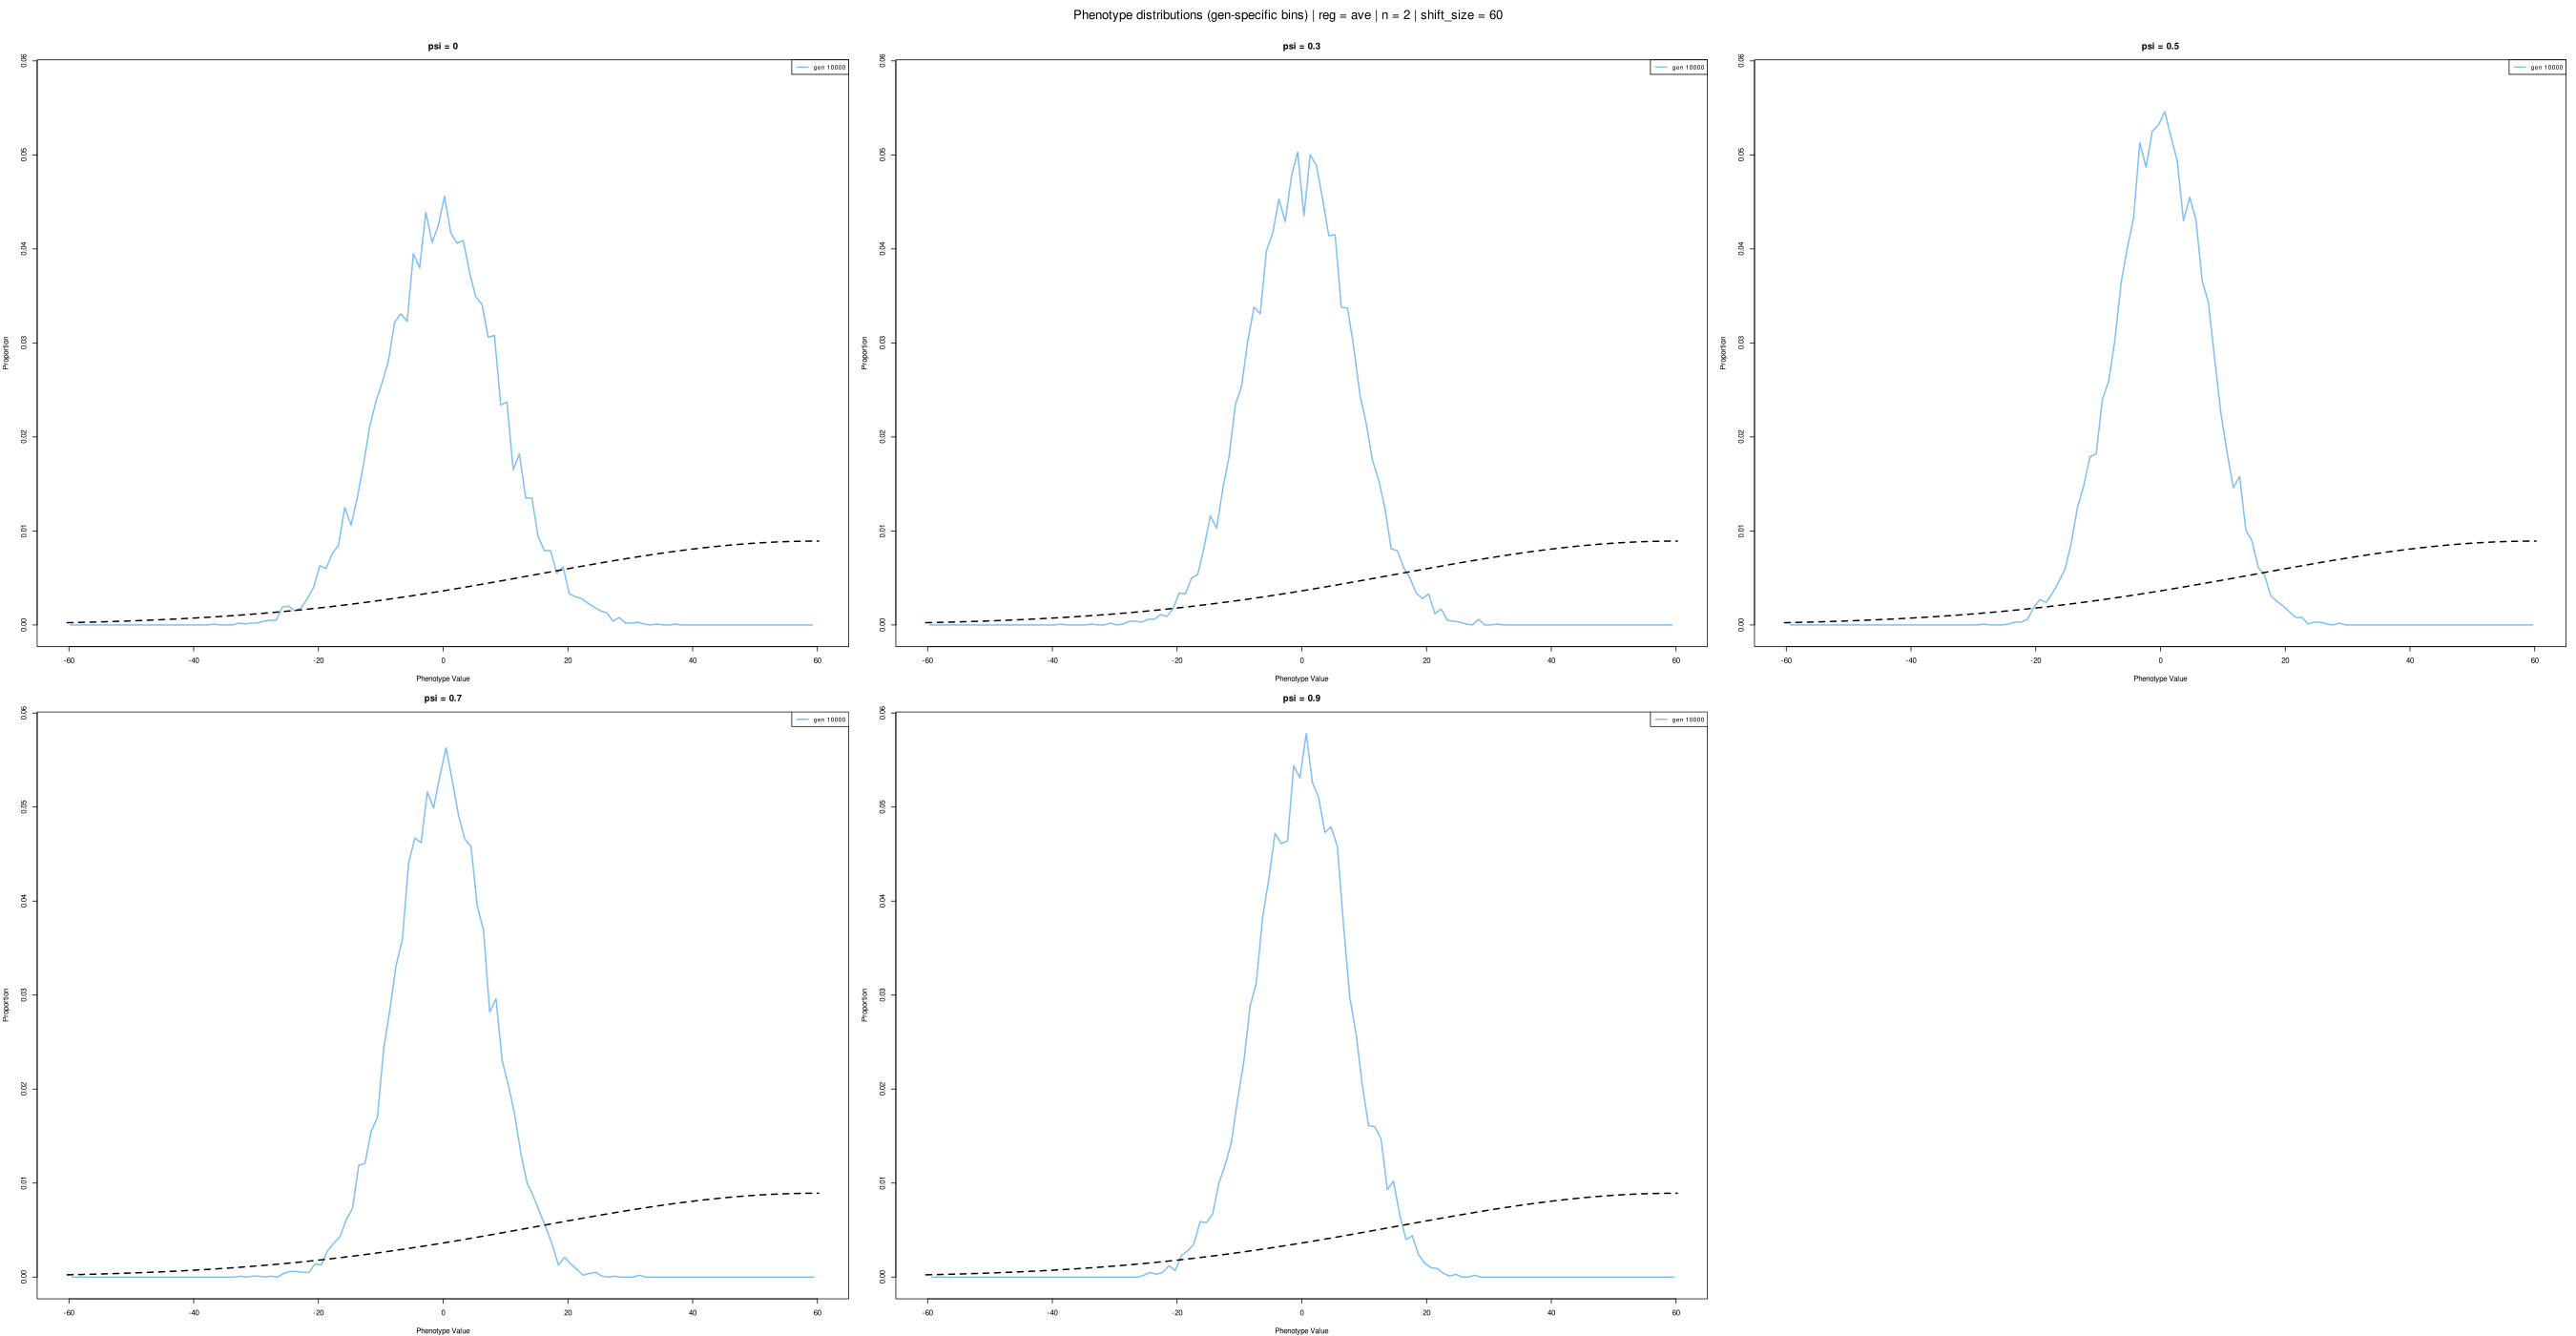 Phenotype distributions (gen-specific bins) | reg = ave | n = 2 | shift_size = 60
psi = 0
gen 10000
Proportion
0.00 0.01 0.02 0.03 0.04 0.05 0.06
-60 -40 -20 0 20 40 60
Phenotype Value
psi = 0.3
gen 10000
Proportion
0.00 0.01 0.02 0.03 0.04 0.05 0.06
-60 -40 -20 0 20 40 60
Phenotype Value
psi = 0.5
gen 10000
Proportion
0.00 0.01 0.02 0.03 0.04 0.05 0.06
-60 -40 -20 0 20 40 60
Phenotype Value
psi = 0.7
gen 10000
Proportion
0.00 0.01 0.02 0.03 0.04 0.05 0.06
-60 -40 -20 0 20 40 60
Phenotype Value
psi = 0.9
gen 10000
Proportion
0.00 0.01 0.02 0.03 0.04 0.05 0.06
-60 -40 -20 0 20 40 60
Phenotype Value